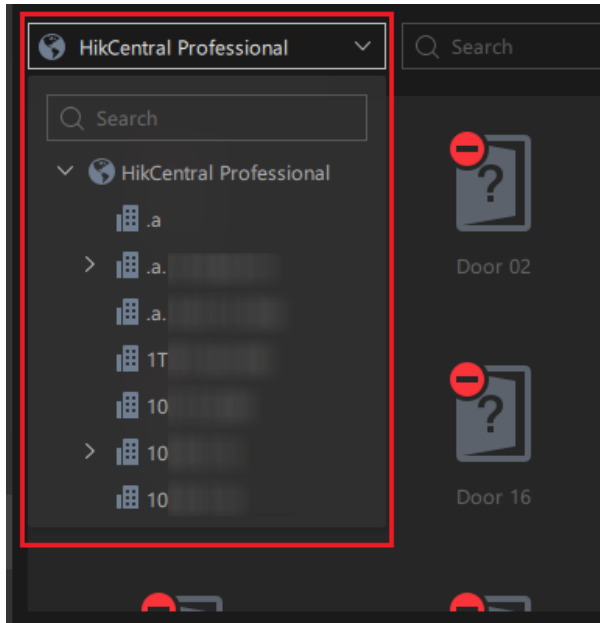 HikCentral Professional
Search
Search
HikCentral Professional
.a
.a.
.a.
1T
10
10
10
?
Door 02
?
Door 16